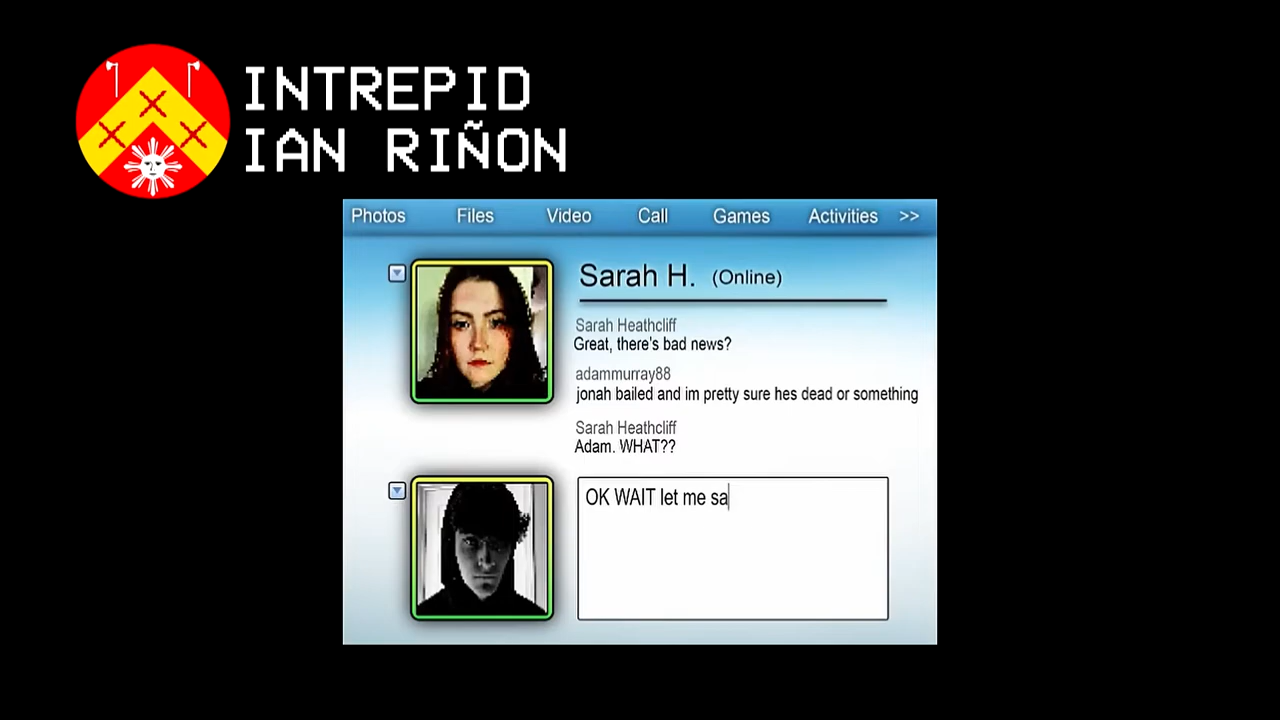 INTREPID
IAN RIÑON
Photos Files Video Call Games Activities >>
Sarah H. (Online)
Sarah Heathcliff
Great, there's bad news?
adammurray88
jonah bailed and im pretty sure hes dead or something
Sarah Heathcliff
Adam. WHAT??
OK WAIT let me sa